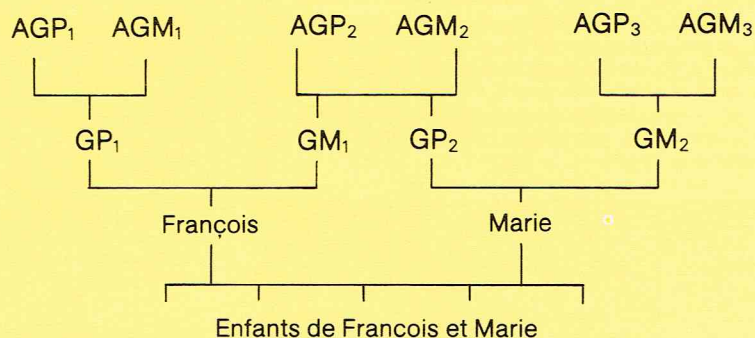 AGP₁ AGM₁ AGP₂ AGM₂ AGP₃ AGM₃
GP₁ GM₁ GP₂ GM₂
François Marie
Enfants de Francois et Marie